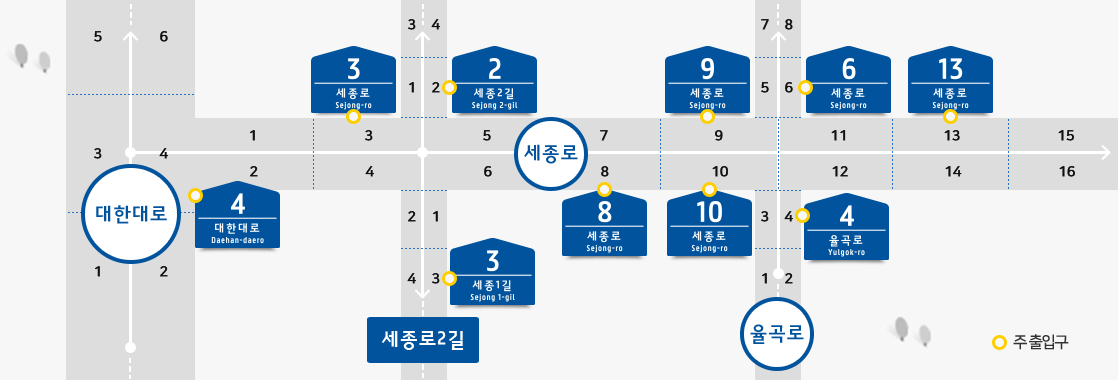 5 6
3 4
7 8
3
세종로
Sejong-ro
2
세종2길
Sejong 2-gil
9
세종로
Sejong-ro
6
세종로
Sejong-ro
13
세종로
Sejong-ro
1 2
5 6
1 3 5 7 9 11 13 15
세종로
3 4
2 4 6 8 10 12 14 16
대한대로
4
대한대로
Daehan-daero
8
세종로
Sejong-ro
10
세종로
Sejong-ro
4
율곡로
Yulgok-ro
2 1
3 4
1 2
4 3
3
세종1길
Sejong 1-gil
1 2
세종로2길
율곡로
주 출입구